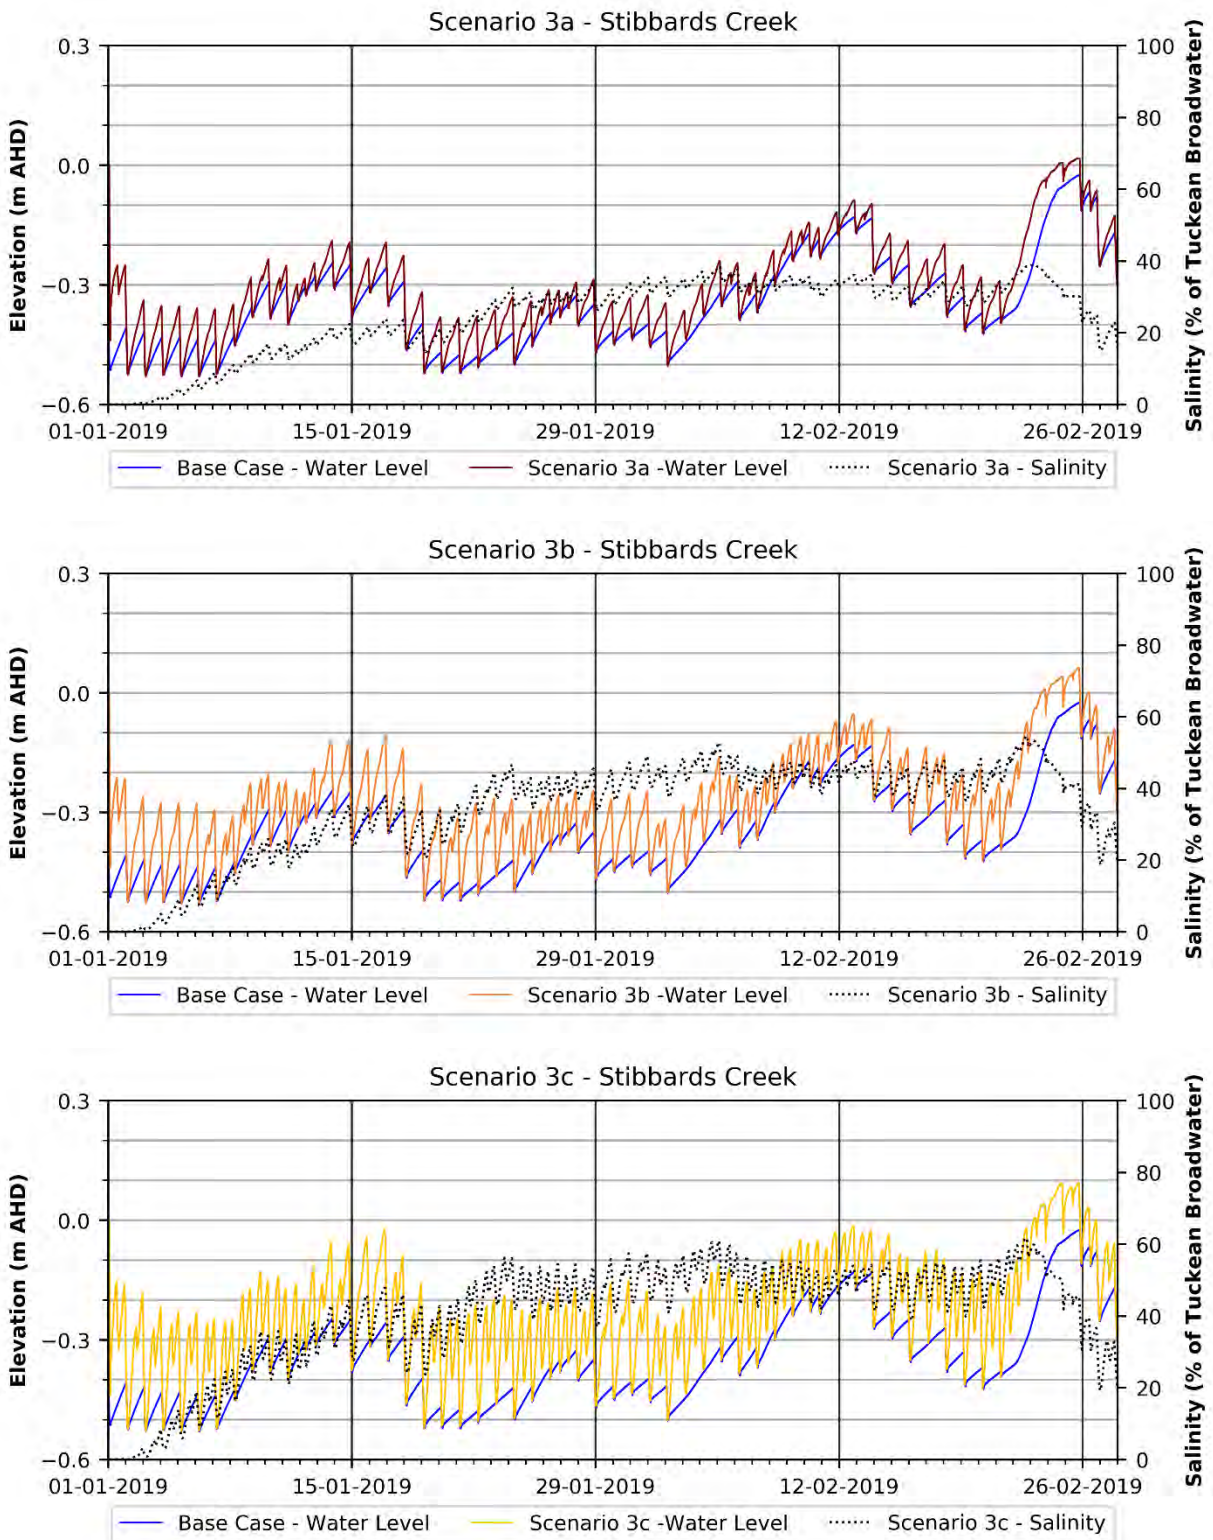 Scenario 3a - Stibbards Creek
0.3
0.0
−0.3
−0.6
Elevation (m AHD)
100
80
60
40
20
0
Salinity (% of Tuckean Broadwater)
01-01-2019 15-01-2019 29-01-2019 12-02-2019 26-02-2019
Base Case - Water Level Scenario 3a -Water Level Scenario 3a - Salinity
Scenario 3b - Stibbards Creek
0.3
0.0
−0.3
−0.6
Elevation (m AHD)
100
80
60
40
20
0
Salinity (% of Tuckean Broadwater)
01-01-2019 15-01-2019 29-01-2019 12-02-2019 26-02-2019
Base Case - Water Level Scenario 3b -Water Level Scenario 3b - Salinity
Scenario 3c - Stibbards Creek
0.3
0.0
−0.3
−0.6
Elevation (m AHD)
100
80
60
40
20
0
Salinity (% of Tuckean Broadwater)
01-01-2019 15-01-2019 29-01-2019 12-02-2019 26-02-2019
Base Case - Water Level Scenario 3c -Water Level Scenario 3c - Salinity